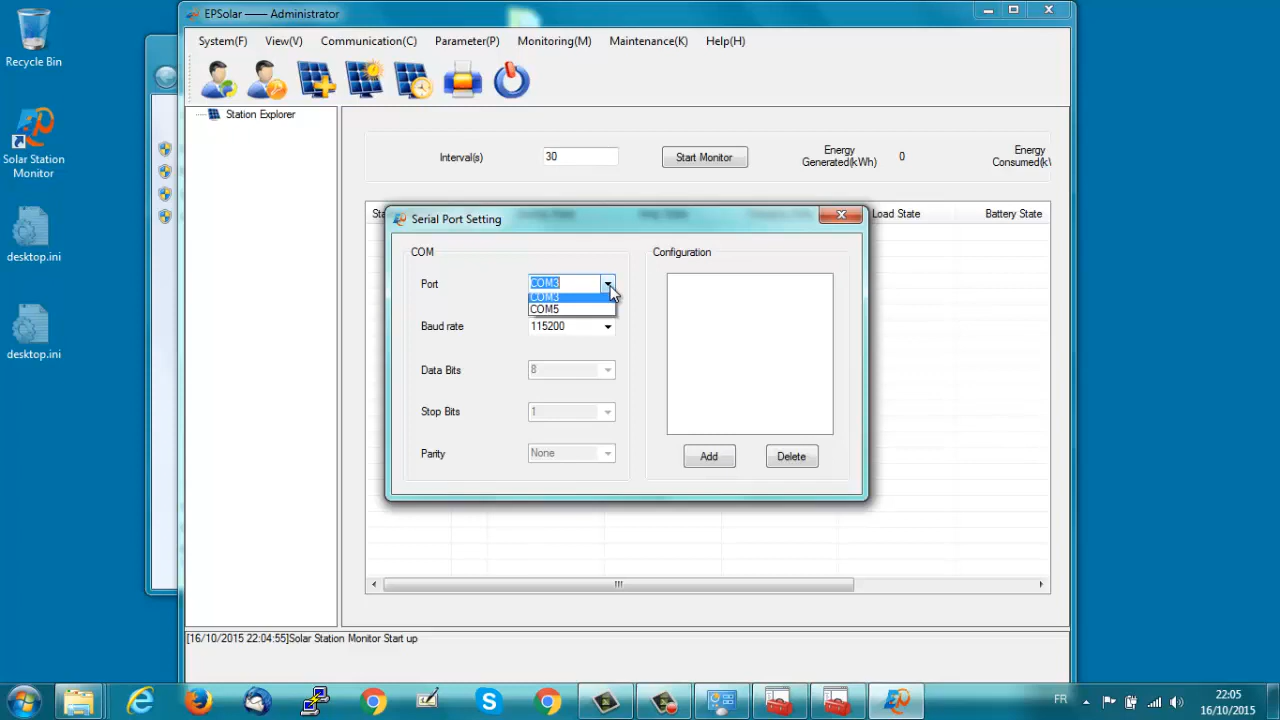 Recycle Bin
Solar Station
Monitor
desktop.ini
desktop.ini
EPSolar —— Administrator
System(F) View(V) Communication(C) Parameter(P) Monitoring(M) Maintenance(K) Help(H)
Station Explorer
Interval(s) 30 Start Monitor
Energy
Generated(kWh) 0
Energy
Consumed(k\
Load State Battery State
Serial Port Setting
COM
Port COM3
COM3
COM5
Baud rate 115200
Data Bits 8
Stop Bits 1
Parity None
Configuration
Add Delete
[16/10/2015 22:04:55]Solar Station Monitor Start up
FR
22:05
16/10/2015